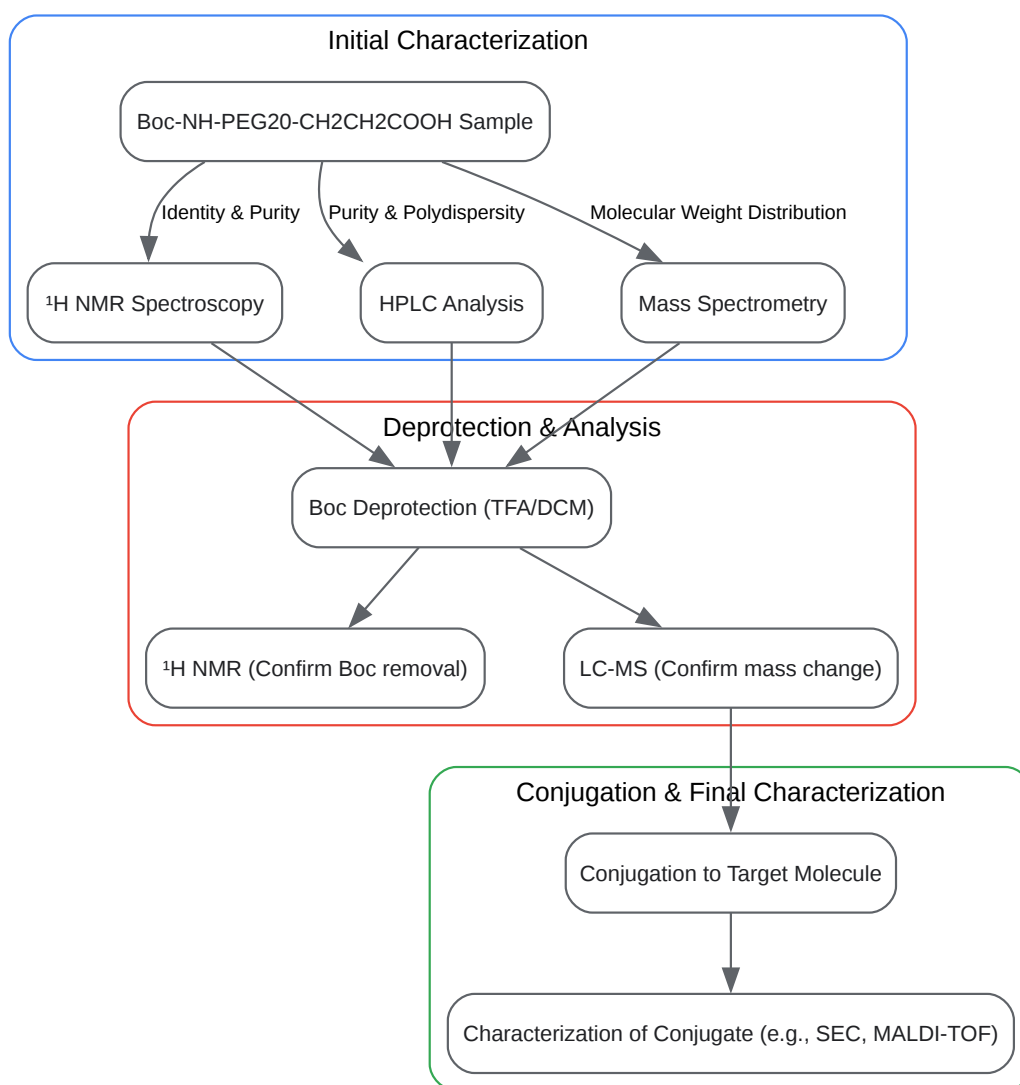 Initial Characterization
Boc-NH-PEG20-CH2CH2COOH Sample
Identity & Purity
Purity & Polydispersity
Molecular Weight Distribution
¹H NMR Spectroscopy
HPLC Analysis
Mass Spectrometry
Deprotection & Analysis
Boc Deprotection (TFA/DCM)
¹H NMR (Confirm Boc removal)
LC-MS (Confirm mass change)
Conjugation & Final Characterization
Conjugation to Target Molecule
Characterization of Conjugate (e.g., SEC, MALDI-TOF)